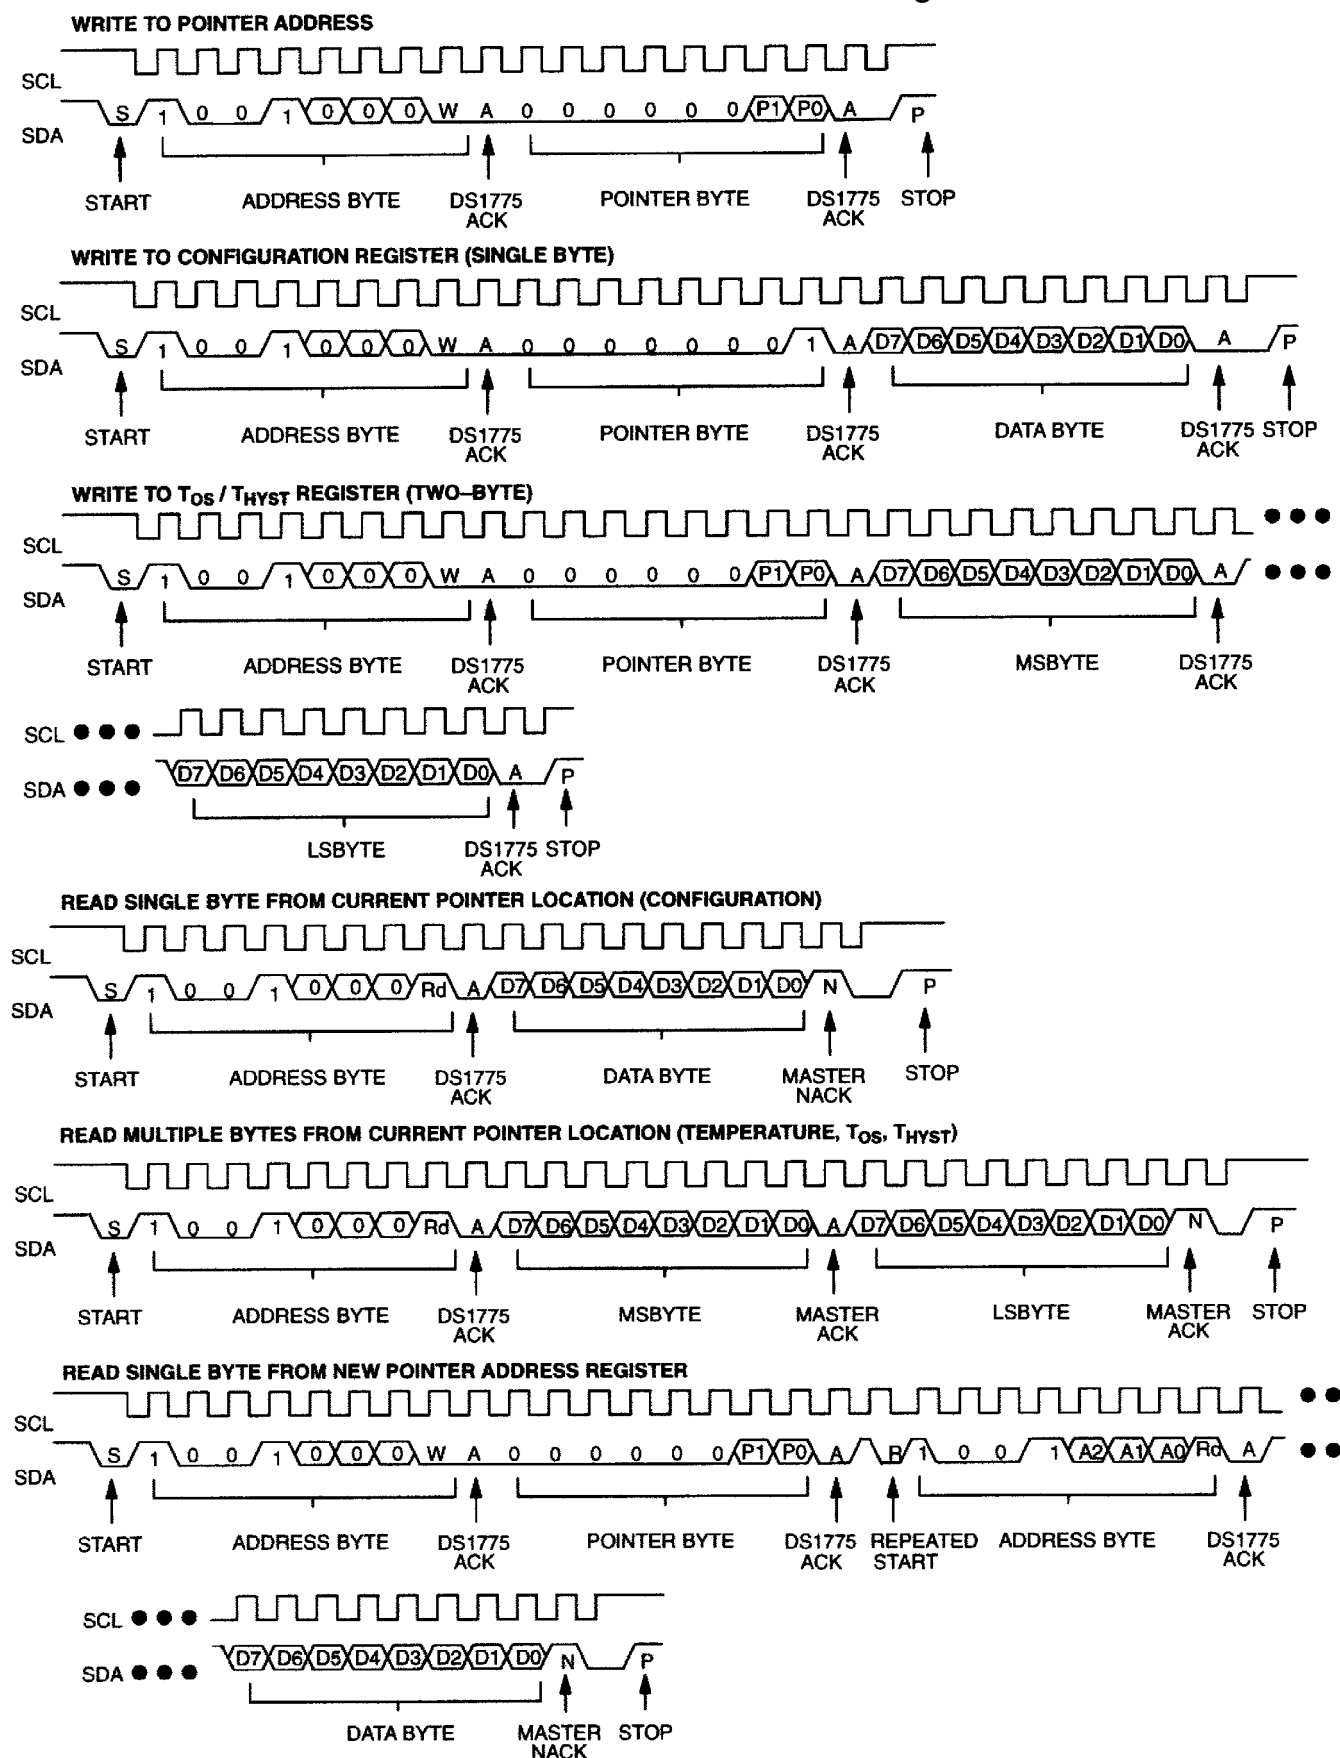 WRITE TO POINTER ADDRESS
SCL
SDA S 1 0 0 1 0 0 0 W A 0 0 0 0 0 0 P1 P0 A P
START ADDRESS BYTE DS1775 ACK POINTER BYTE DS1775 ACK STOP
WRITE TO CONFIGURATION REGISTER (SINGLE BYTE)
SCL
SDA S 1 0 0 1 0 0 0 W A 0 0 0 0 0 0 0 1 A D7 D6 D5 D4 D3 D2 D1 D0 A P
START ADDRESS BYTE DS1775 ACK POINTER BYTE DS1775 ACK DATA BYTE DS1775 ACK STOP
WRITE TO TOS / THYST REGISTER (TWO–BYTE)
SCL
SDA S 1 0 0 1 0 0 0 W A 0 0 0 0 0 0 P1 P0 A D7 D6 D5 D4 D3 D2 D1 D0 A
START ADDRESS BYTE DS1775 ACK POINTER BYTE DS1775 ACK MSBYTE DS1775 ACK
SCL
SDA D7 D6 D5 D4 D3 D2 D1 D0 A P
LSBYTE DS1775 ACK STOP
READ SINGLE BYTE FROM CURRENT POINTER LOCATION (CONFIGURATION)
SCL
SDA S 1 0 0 1 0 0 0 Rd A D7 D6 D5 D4 D3 D2 D1 D0 N P
START ADDRESS BYTE DS1775 ACK DATA BYTE MASTER NACK STOP
READ MULTIPLE BYTES FROM CURRENT POINTER LOCATION (TEMPERATURE, TOS, THYST)
SCL
SDA S 1 0 0 1 0 0 0 Rd A D7 D6 D5 D4 D3 D2 D1 D0 A D7 D6 D5 D4 D3 D2 D1 D0 N P
START ADDRESS BYTE DS1775 ACK MSBYTE MASTER ACK LSBYTE MASTER ACK STOP
READ SINGLE BYTE FROM NEW POINTER ADDRESS REGISTER
SCL
SDA S 1 0 0 1 0 0 0 W A 0 0 0 0 0 0 P1 P0 A R 1 0 0 1 A2 A1 A0 Rd A
START ADDRESS BYTE DS1775 ACK POINTER BYTE DS1775 ACK REPEATED START ADDRESS BYTE DS1775 ACK
SCL
SDA D7 D6 D5 D4 D3 D2 D1 D0 N P
DATA BYTE MASTER NACK STOP